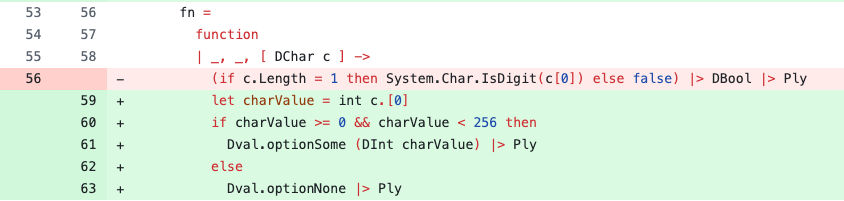 53 56 fn =
54 57 function
55 58 | _, _, [ DChar c ] ->
56 - (if c.Length = 1 then System.Char.IsDigit(c[0]) else false) |> DBool |> Ply
59 + let charValue = int c.[0]
60 + if charValue >= 0 && charValue < 256 then
61 + Dval.optionSome (DInt charValue) |> Ply
62 + else
63 + Dval.optionNone |> Ply